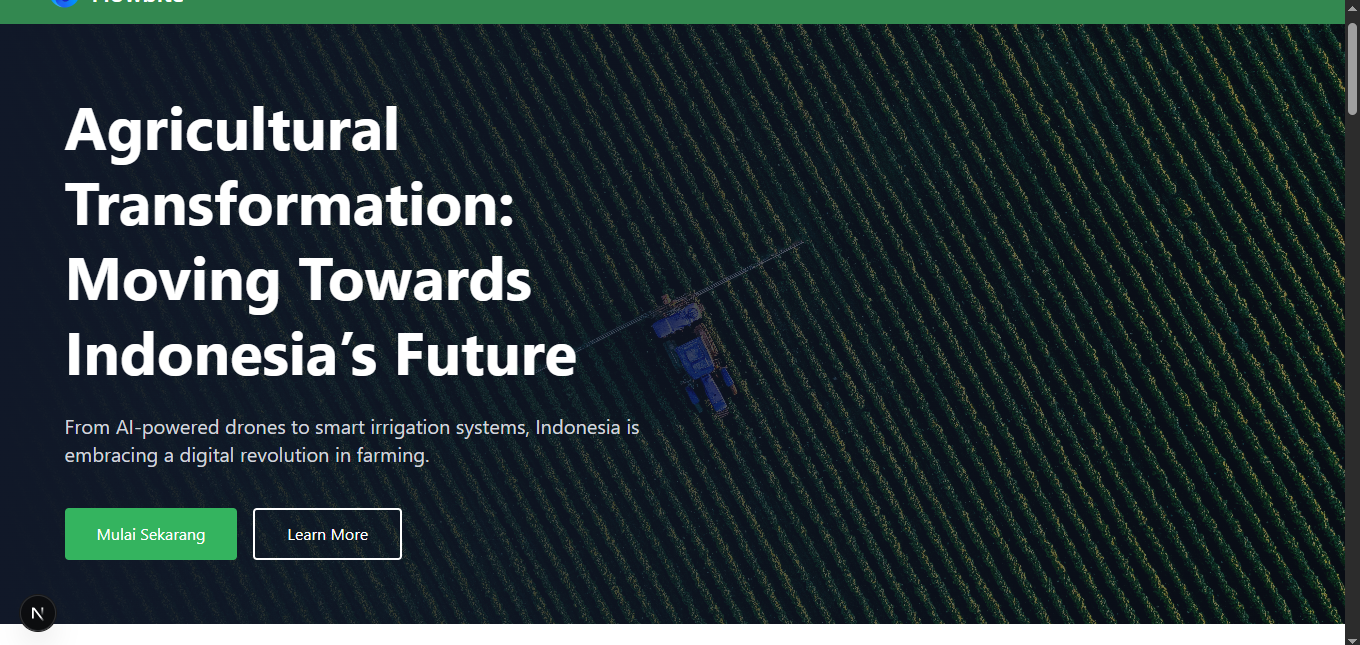 Agricultural
Transformation:
Moving Towards
Indonesia’s Future
From AI-powered drones to smart irrigation systems, Indonesia is
embracing a digital revolution in farming.
Mulai Sekarang
Learn More
N